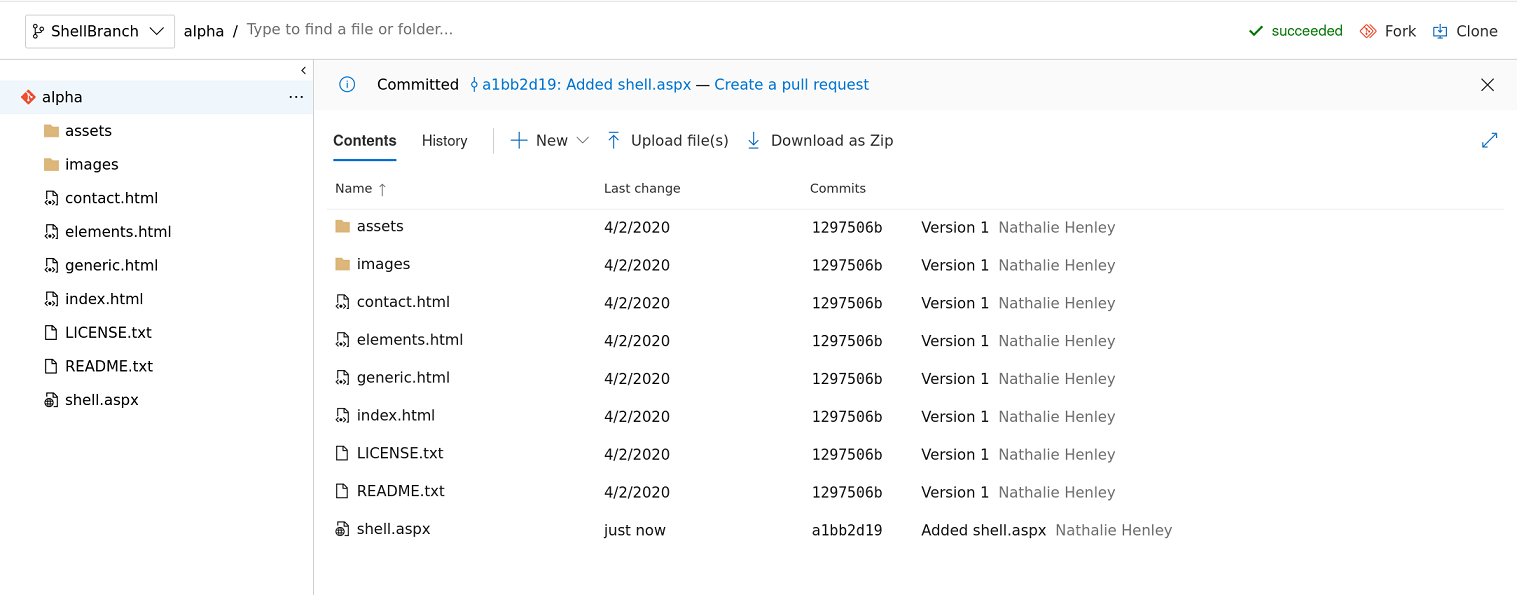 ShellBranch alpha / Type to find a file or folder... succeeded Fork Clone
alpha
assets
images
contact.html
elements.html
generic.html
index.html
LICENSE.txt
README.txt
shell.aspx
Committed a1bb2d19: Added shell.aspx — Create a pull request
Contents History New Upload file(s) Download as Zip
Name ↑ Last change Commits
assets 4/2/2020 1297506b Version 1 Nathalie Henley
images 4/2/2020 1297506b Version 1 Nathalie Henley
contact.html 4/2/2020 1297506b Version 1 Nathalie Henley
elements.html 4/2/2020 1297506b Version 1 Nathalie Henley
generic.html 4/2/2020 1297506b Version 1 Nathalie Henley
index.html 4/2/2020 1297506b Version 1 Nathalie Henley
LICENSE.txt 4/2/2020 1297506b Version 1 Nathalie Henley
README.txt 4/2/2020 1297506b Version 1 Nathalie Henley
shell.aspx just now a1bb2d19 Added shell.aspx Nathalie Henley